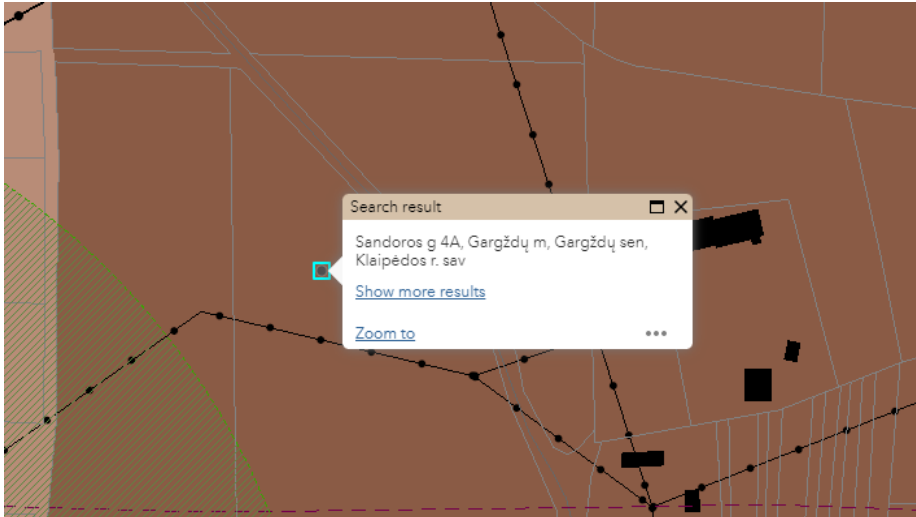 Search result
Sandoros g 4A, Gargždų m, Gargždų sen,
Klaipėdos r. sav
Show more results
Zoom to